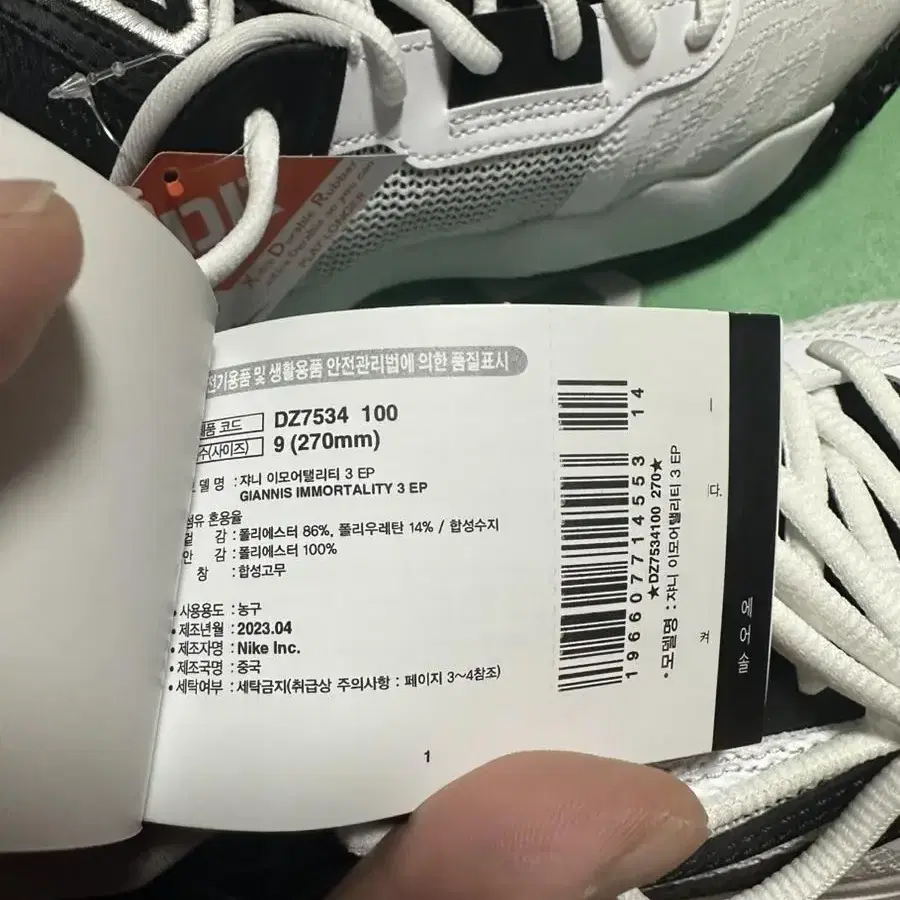 Xtra Durable Rubber
PLAY LONGER
전기용품 및 생활용품 안전관리법에 의한 품질표시
제품 코드 DZ7534 100
수(사이즈) 9 (270mm)
델 명 : 쟈니 이모어탤리티 3 EP
GIANNIS IMMORTALITY 3 EP
섬유 혼용율
겉 감 : 폴리에스터 86%, 폴리우레탄 14% / 합성수지
안 감 : 폴리에스터 100%
창 : 합성고무
• 사용용도 : 농구
• 제조년월 : 2023.04
• 제조자명 : Nike Inc.
• 제조국명 : 중국
• 세탁여부 : 세탁금지(취급상 주의사항 : 페이지 3~4참조)
1
14
196607714553
★DZ7534100 270★
• 모델명 : 쟈니 이모어탤리티 3 EP
다.
켜
에어솔